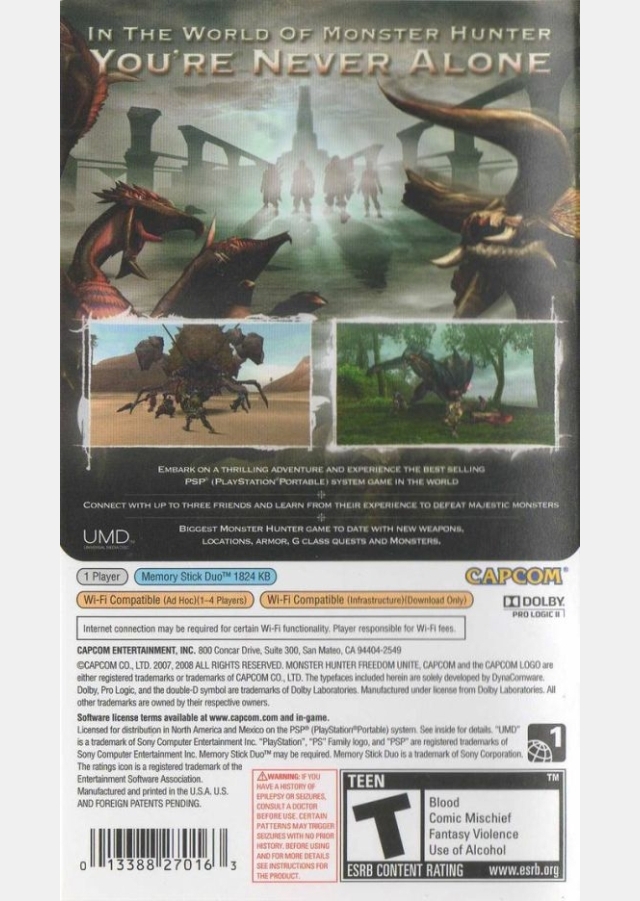 IN THE WORLD OF MONSTER HUNTER
YOU'RE NEVER ALONE
EMBARK ON A THRILLING ADVENTURE AND EXPERIENCE THE BEST SELLING
PSP® (PLAYSTATION®PORTABLE) SYSTEM GAME IN THE WORLD
CONNECT WITH UP TO THREE FRIENDS AND LEARN FROM THEIR EXPERIENCE TO DEFEAT MAJESTIC MONSTERS
BIGGEST MONSTER HUNTER GAME TO DATE WITH NEW WEAPONS,
LOCATIONS, ARMOR, G CLASS QUESTS AND MONSTERS.
UMD™
1 Player
Memory Stick Duo™ 1824 KB
CAPCOM®
Wi-Fi Compatible (Ad Hoc)(1-4 Players)
Wi-Fi Compatible (Infrastructure)(Download Only)
DOLBY
PRO LOGIC II
Internet connection may be required for certain Wi-Fi functionality. Player responsible for Wi-Fi fees.
CAPCOM ENTERTAINMENT, INC. 800 Concar Drive, Suite 300, San Mateo, CA 94404-2549
©CAPCOM CO., LTD. 2007, 2008 ALL RIGHTS RESERVED. MONSTER HUNTER FREEDOM UNITE, CAPCOM and the CAPCOM LOGO are
either registered trademarks or trademarks of CAPCOM CO., LTD. The typefaces included herein are solely developed by DynaComware.
Dolby, Pro Logic, and the double-D symbol are trademarks of Dolby Laboratories. Manufactured under license from Dolby Laboratories. All
other trademarks are owned by their respective owners.
Software license terms available at www.capcom.com and in-game.
Licensed for distribution in North America and Mexico on the PSP® (PlayStation®Portable) system. See inside for details. "UMD"
is a trademark of Sony Computer Entertainment Inc. "PlayStation", "PS" Family logo, and "PSP" are registered trademarks of
Sony Computer Entertainment Inc. Memory Stick Duo™ may be required. Memory Stick Duo is a trademark of Sony Corporation.
The ratings icon is a registered trademark of the
Entertainment Software Association.
Manufactured and printed in the U.S.A. U.S.
AND FOREIGN PATENTS PENDING.
1
WARNING: IF YOU
HAVE A HISTORY OF
EPILEPSY OR SEIZURES,
CONSULT A DOCTOR
BEFORE USE. CERTAIN
PATTERNS MAY TRIGGER
SEIZURES WITH NO PRIOR
HISTORY. BEFORE USING
AND FOR MORE DETAILS
SEE INSTRUCTIONS FOR
THE PRODUCT.
TEEN TM
T
Blood
Comic Mischief
Fantasy Violence
Use of Alcohol
ESRB CONTENT RATING www.esrb.org
0 13388 27016 3